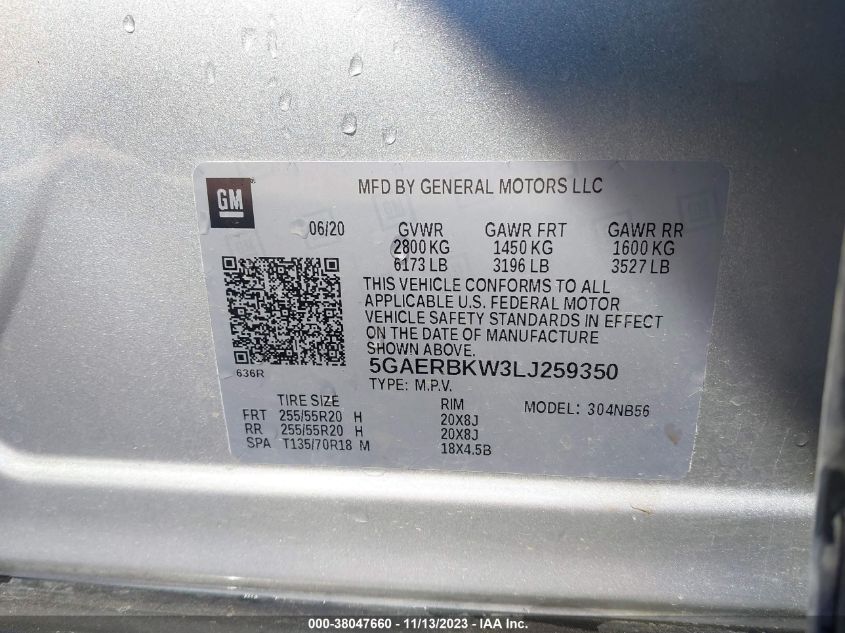 GM
MFD BY GENERAL MOTORS LLC
06/20 GVWR GAWR FRT GAWR RR
2800 KG 1450 KG 1600 KG
6173 LB 3196 LB 3527 LB
THIS VEHICLE CONFORMS TO ALL
APPLICABLE U.S. FEDERAL MOTOR
VEHICLE SAFETY STANDARDS IN EFFECT
ON THE DATE OF MANUFACTURE
SHOWN ABOVE.
636R
5GAERBKW3LJ259350
TYPE: M.P.V.
TIRE SIZE RIM MODEL: 304NB56
FRT 255/55R20 H 20X8J
RR 255/55R20 H 20X8J
SPA T135/70R18 M 18X4.5B
000-38047660 - 11/13/2023 - IAA Inc.